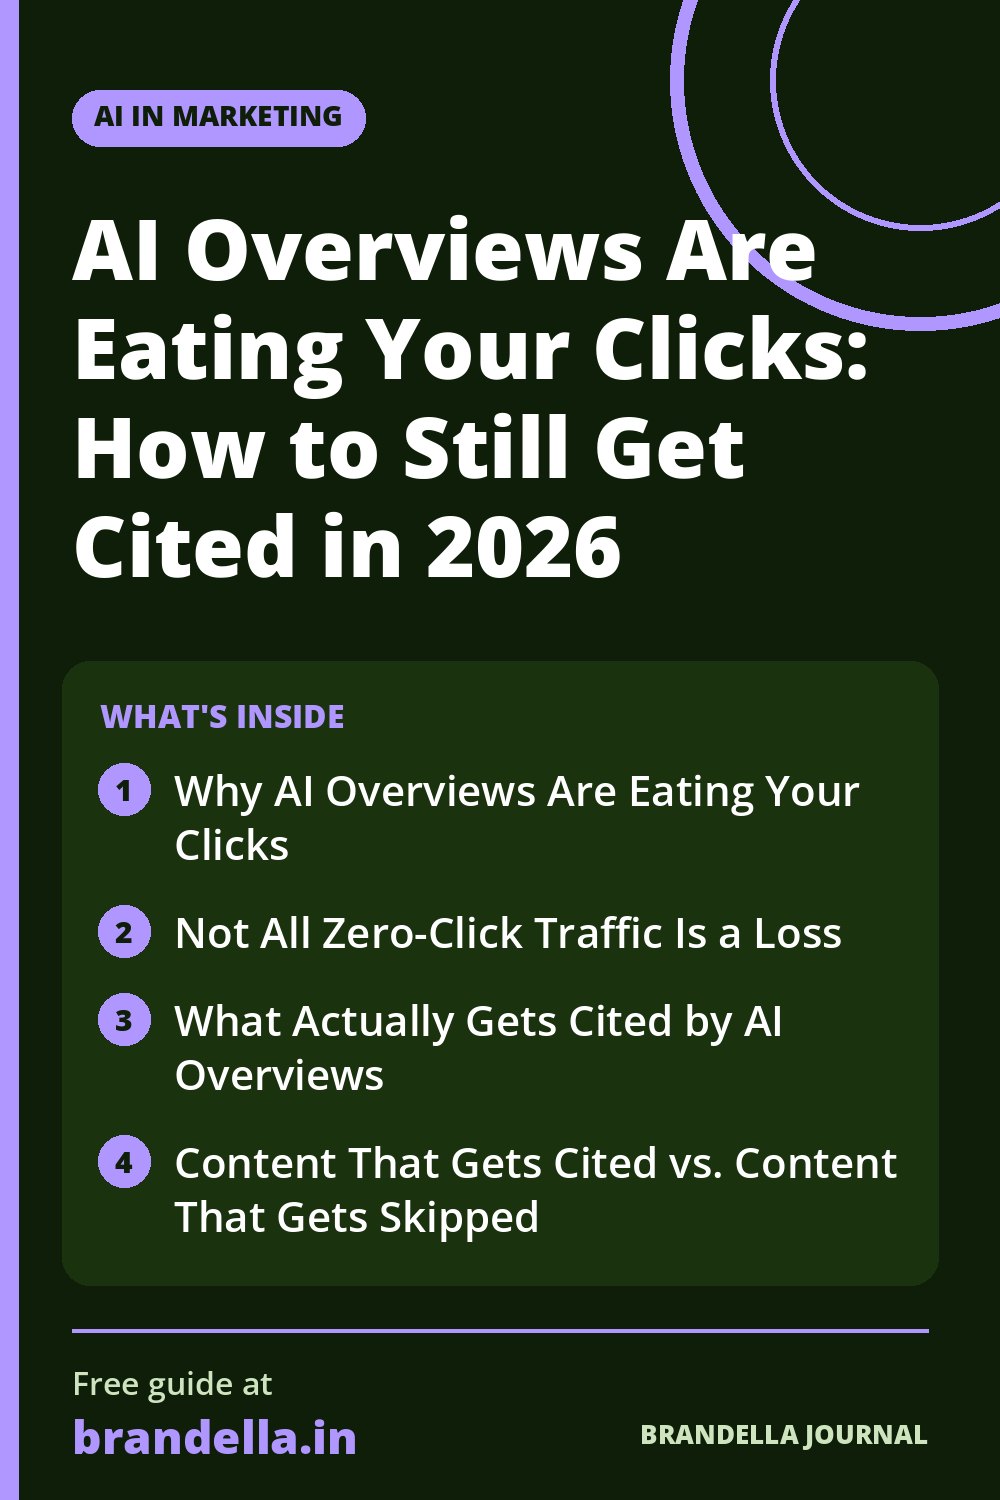 AI IN MARKETING
AI Overviews Are
Eating Your Clicks:
How to Still Get
Cited in 2026
WHAT'S INSIDE
1 Why AI Overviews Are Eating Your
Clicks
2 Not All Zero-Click Traffic Is a Loss
3 What Actually Gets Cited by AI
Overviews
4 Content That Gets Cited vs. Content
That Gets Skipped
Free guide at
brandella.in
BRANDELLA JOURNAL